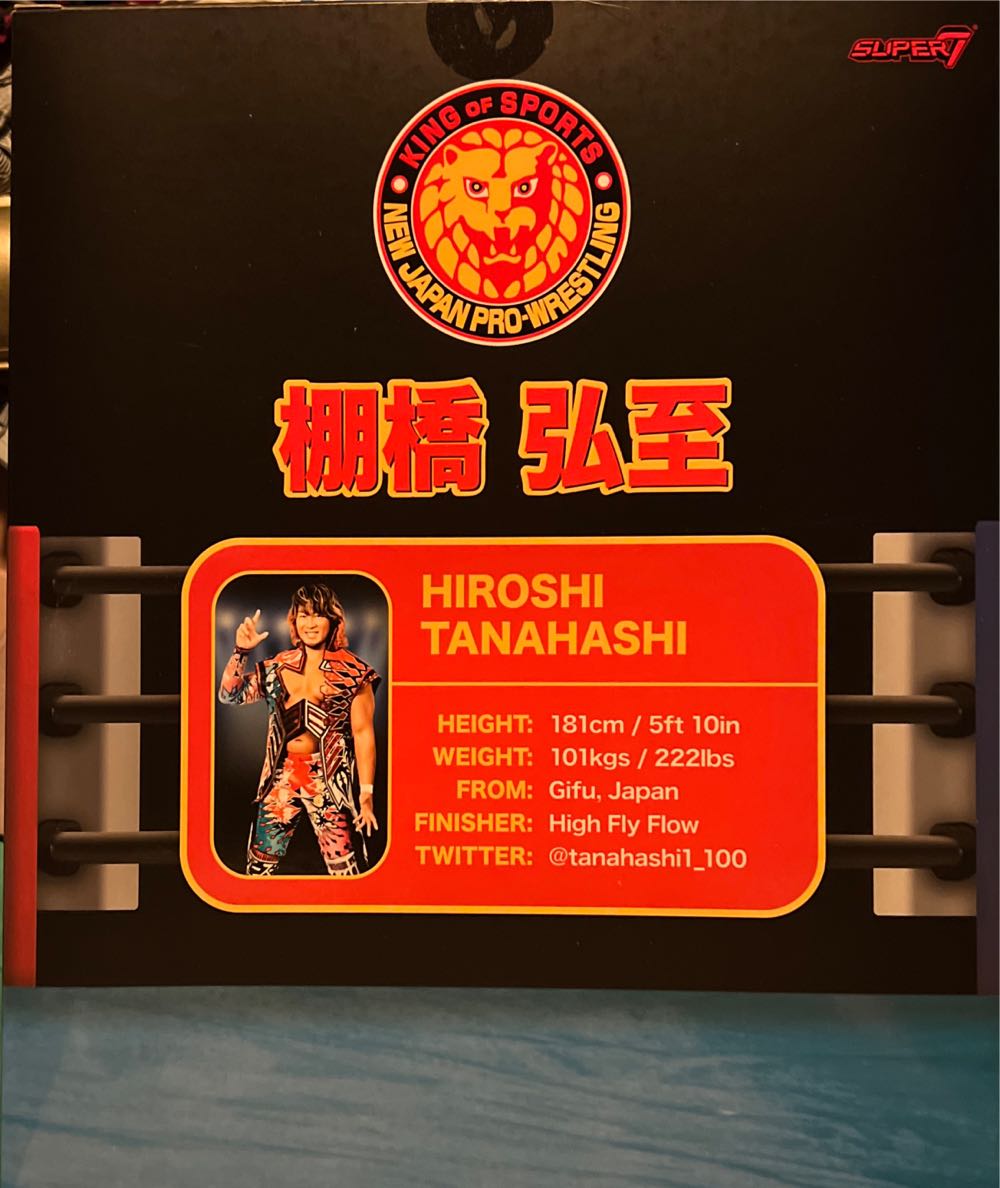 SUPER7
KING OF SPORTS
NEW JAPAN PRO-WRESTLING
棚橋 弘至
HIROSHI
TANAHASHI
HEIGHT: 181cm / 5ft 10in
WEIGHT: 101kgs / 222lbs
FROM: Gifu, Japan
FINISHER: High Fly Flow
TWITTER: @tanahashi1_100